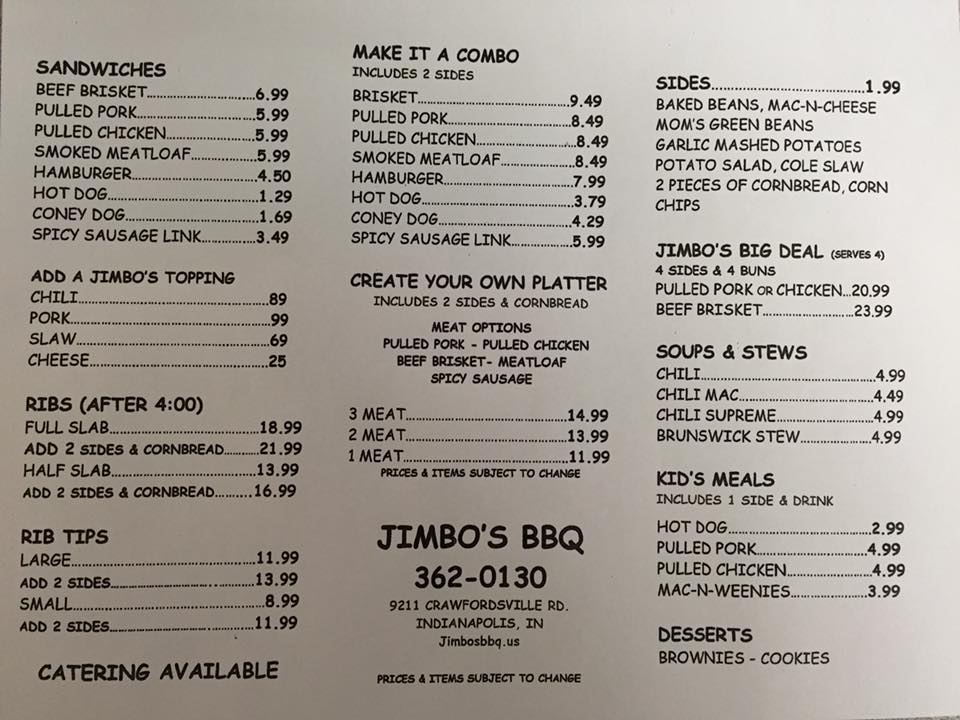 SANDWICHES
BEEF BRISKET..............................6.99
PULLED PORK..............................5.99
PULLED CHICKEN.........................5.99
SMOKED MEATLOAF..................5.99
HAMBURGER..............................4.50
HOT DOG..............................1.29
CONEY DOG..............................1.69
SPICY SAUSAGE LINK...............3.49
ADD A JIMBO'S TOPPING
CHILI........................................89
PORK........................................99
SLAW........................................69
CHEESE........................................25
RIBS (AFTER 4:00)
FULL SLAB..............................18.99
ADD 2 SIDES & CORNBREAD..........21.99
HALF SLAB..............................13.99
ADD 2 SIDES & CORNBREAD..........16.99
RIB TIPS
LARGE........................................11.99
ADD 2 SIDES..............................13.99
SMALL........................................8.99
ADD 2 SIDES..............................11.99
CATERING AVAILABLE
MAKE IT A COMBO
INCLUDES 2 SIDES
BRISKET........................................9.49
PULLED PORK..............................8.49
PULLED CHICKEN.........................8.49
SMOKED MEATLOAF....................8.49
HAMBURGER..............................7.99
HOT DOG........................................3.79
CONEY DOG..............................4.29
SPICY SAUSAGE LINK..................5.99
CREATE YOUR OWN PLATTER
INCLUDES 2 SIDES & CORNBREAD
MEAT OPTIONS
PULLED PORK - PULLED CHICKEN
BEEF BRISKET- MEATLOAF
SPICY SAUSAGE
3 MEAT........................................14.99
2 MEAT........................................13.99
1 MEAT........................................11.99
PRICES & ITEMS SUBJECT TO CHANGE
JIMBO'S BBQ
362-0130
9211 CRAWFORDSVILLE RD.
INDIANAPOLIS, IN
Jimbosbbq.us
PRICES & ITEMS SUBJECT TO CHANGE
SIDES........................................1.99
BAKED BEANS, MAC-N-CHEESE
MOM'S GREEN BEANS
GARLIC MASHED POTATOES
POTATO SALAD, COLE SLAW
2 PIECES OF CORNBREAD, CORN
CHIPS
JIMBO'S BIG DEAL (SERVES 4)
4 SIDES & 4 BUNS
PULLED PORK OR CHICKEN...20.99
BEEF BRISKET.........................23.99
SOUPS & STEWS
CHILI........................................4.99
CHILI MAC..............................4.49
CHILI SUPREME.........................4.99
BRUNSWICK STEW....................4.99
KID'S MEALS
INCLUDES 1 SIDE & DRINK
HOT DOG..............................2.99
PULLED PORK..............................4.99
PULLED CHICKEN.........................4.99
MAC-N-WEENIES....................3.99
DESSERTS
BROWNIES - COOKIES